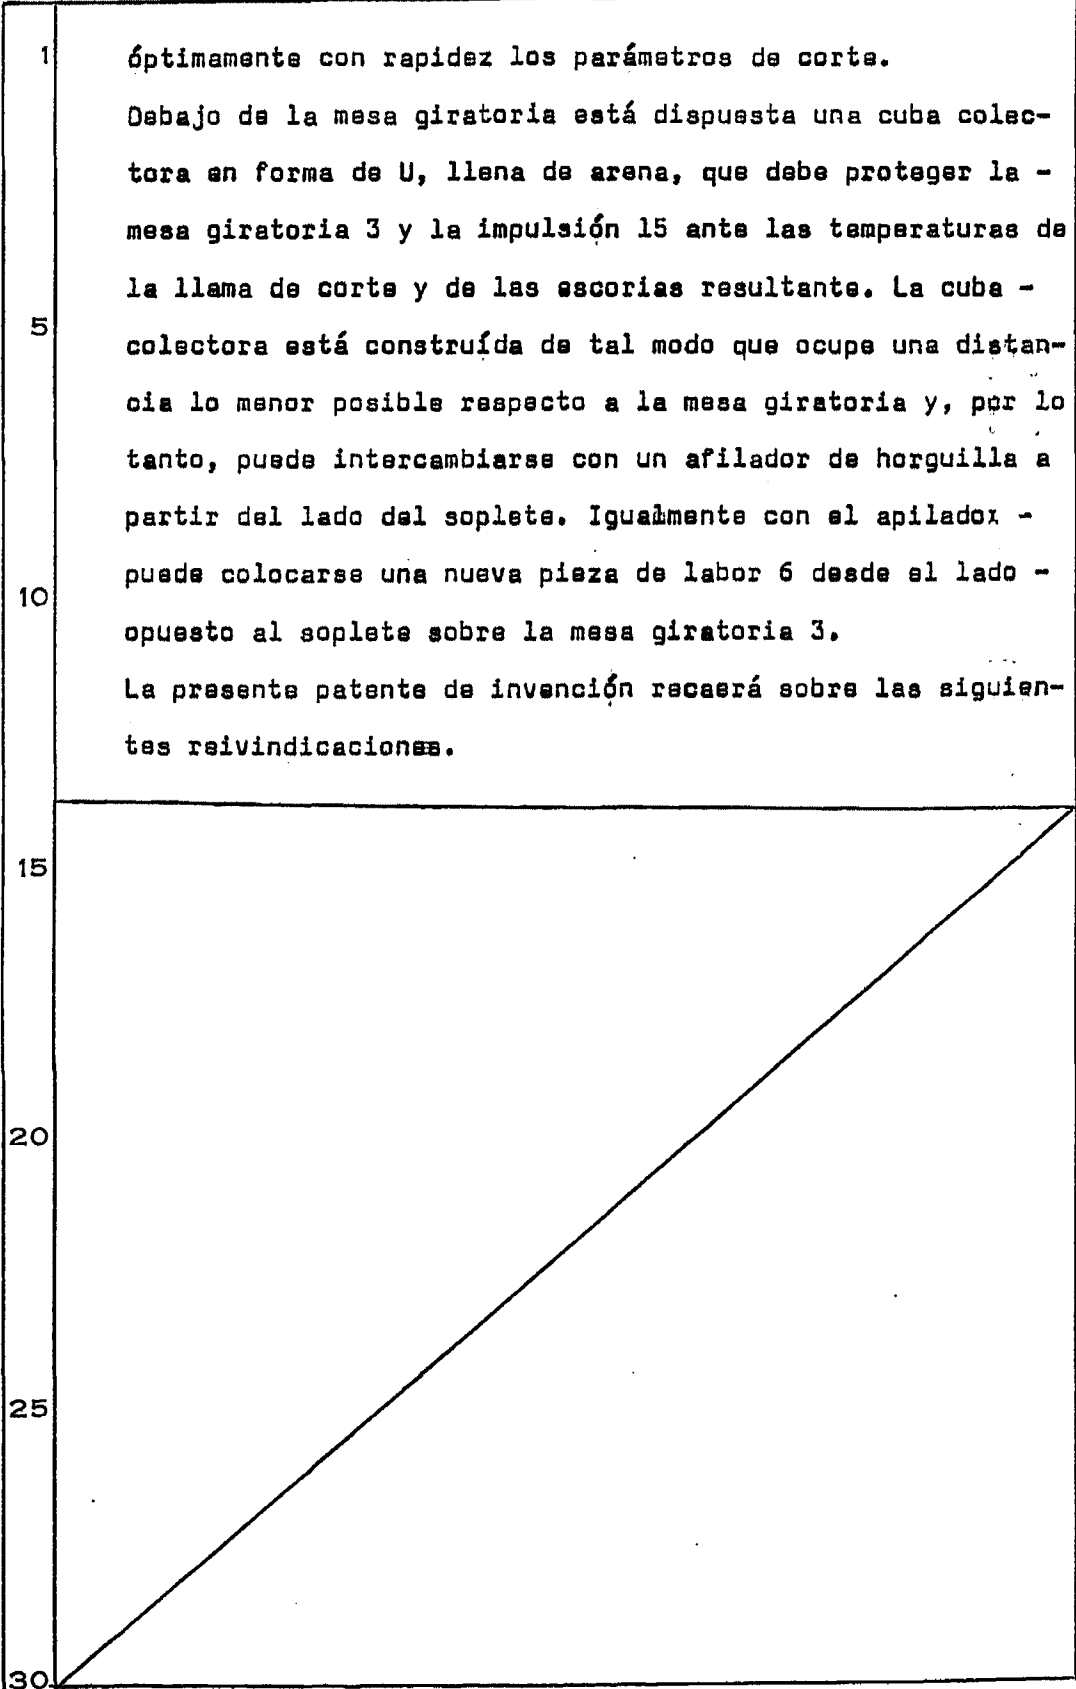 1 óptimamente con rapidez los parámetros de corte.
Debajo de la mesa giratoria está dispuesta una cuba colec-
tora en forma de U, llena de arena, que debe proteger la -
mesa giratoria 3 y la impulsión 15 ante las temperaturas de
la llama de corte y de las escorias resultante. La cuba -
5 colectora está construída de tal modo que ocupe una distan-
cia lo menor posible respecto a la mesa giratoria y, por lo
tanto, puede intercambiarse con un afilador de horguilla a
partir del lado del soplete. Igualmente con el apilador -
10 puede colocarse una nueva pieza de labor 6 desde el lado -
opuesto al soplete sobre la mesa giratoria 3.
La presente patente de invención recaerá sobre las siguien-
tes reivindicaciones.
15
20
25
30